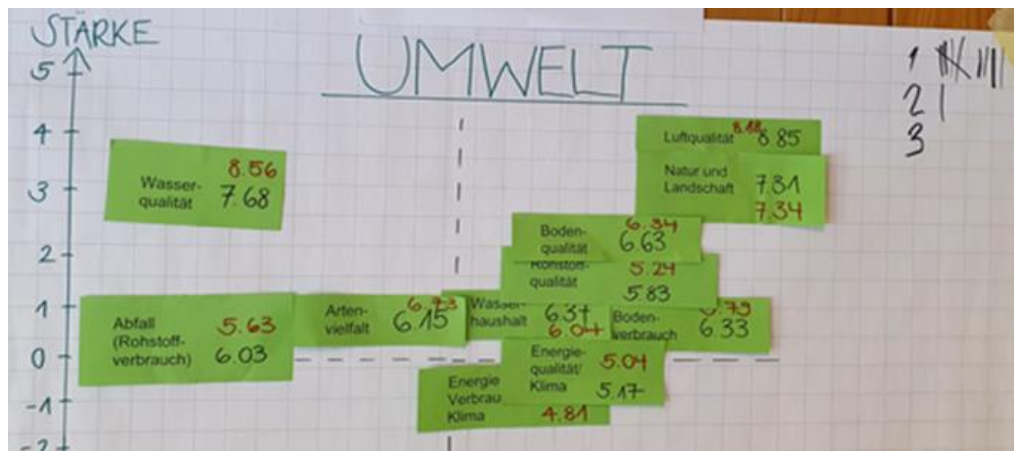 STÄRKE
UMWELT
5
4
3
2
1
0
-1
-2
1 |||| ||||
2 |
3
8.56
Wasser-
qualität 7.68
Luftqualität 8.85
Natur und
Landschaft 7.31
7.34
6.34
Boden-
qualität 6.63
Rohstoff-
qualität 5.24
5.83
Abfall
(Rohstoff-
verbrauch) 5.63
6.03
Arten-
vielfalt 6.15
Wasser-
haushalt 6.37
6.04
Boden-
verbrauch 6.33
Energie-
qualität/
Klima 5.04
5.17
Energie
Verbrau
Klima
4.81